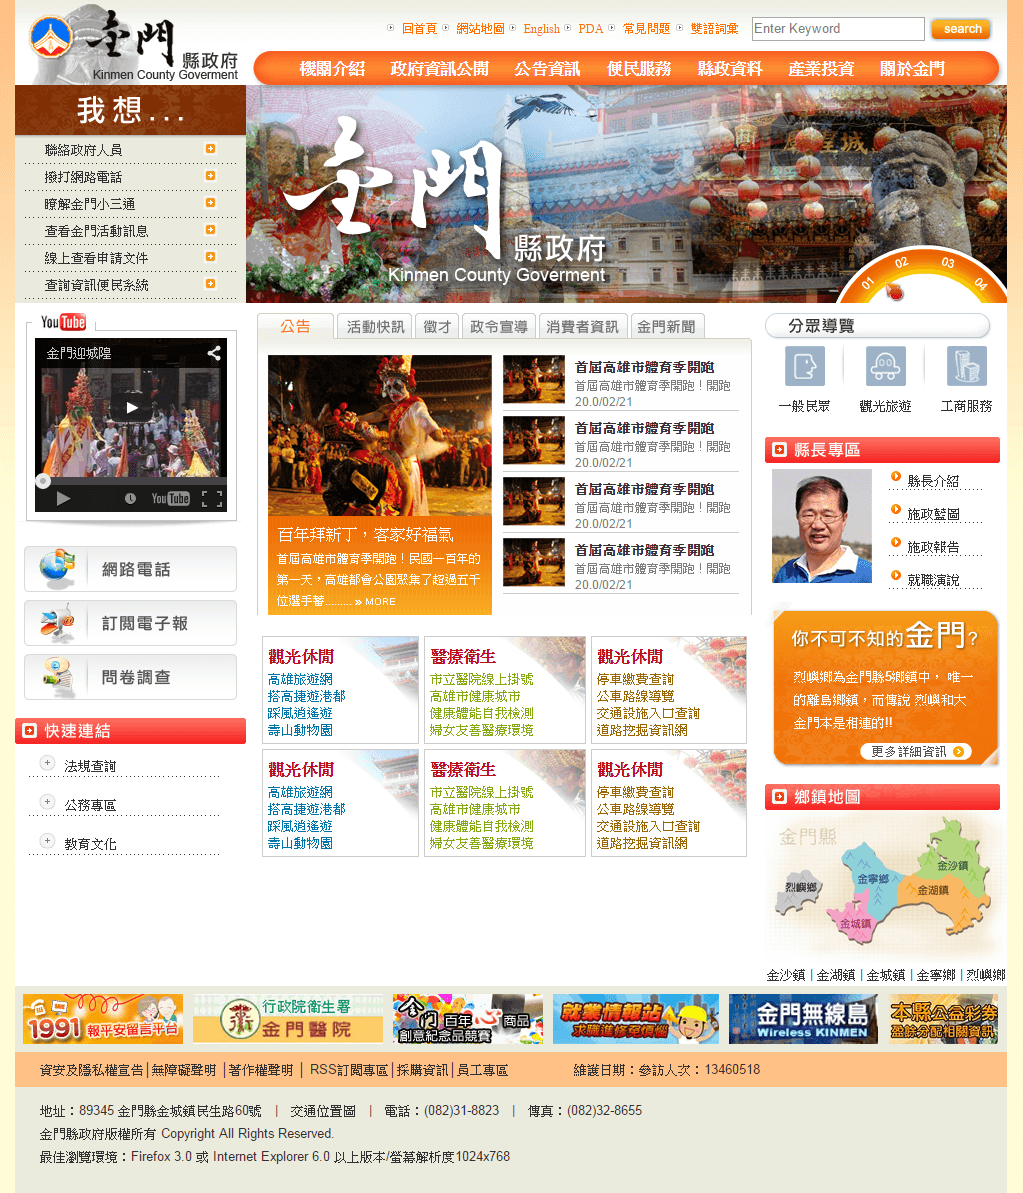 金門 縣政府
Kinmen County Goverment
回首頁
網站地圖
English
PDA
常見問題
雙語詞彙
Enter Keyword
search
機關介紹
政府資訊公開
公告資訊
便民服務
縣政資料
產業投資
關於金門
我想...
聯絡政府人員
撥打網路電話
瞭解金門小三通
查看金門活動訊息
線上查看申請文件
查詢資訊便民系統
金門 縣政府
Kinmen County Goverment
01
02
03
04
YouTube
金門迎城隍
YouTube
網路電話
訂閱電子報
問卷調查
快速連結
法規查詢
公務專區
教育文化
公告
活動快訊
徵才
政令宣導
消費者資訊
金門新聞
百年拜新丁，客家好福氣
首屆高雄市體育季開跑！民國一百年的
第一天，高雄都會公園聚集了超過五千
位選手暑......... » MORE
首屆高雄市體育季開跑
首屆高雄市體育季開跑！開跑
20.0/02/21
首屆高雄市體育季開跑
首屆高雄市體育季開跑！開跑
20.0/02/21
首屆高雄市體育季開跑
首屆高雄市體育季開跑！開跑
20.0/02/21
首屆高雄市體育季開跑
首屆高雄市體育季開跑！開跑
20.0/02/21
觀光休閒
高雄旅遊網
搭高捷遊港都
踩風逍遙遊
壽山動物園
醫療衛生
市立醫院線上掛號
高雄市健康城市
健康體能自我檢測
婦女友善醫療環境
觀光休閒
停車繳費查詢
公車路線導覽
交通設施入口查詢
道路挖掘資訊網
觀光休閒
高雄旅遊網
搭高捷遊港都
踩風逍遙遊
壽山動物園
醫療衛生
市立醫院線上掛號
高雄市健康城市
健康體能自我檢測
婦女友善醫療環境
觀光休閒
停車繳費查詢
公車路線導覽
交通設施入口查詢
道路挖掘資訊網
分眾導覽
一般民眾
觀光旅遊
工商服務
縣長專區
縣長介紹
施政藍圖
施政報告
就職演說
你不可不知的金門?
烈嶼鄉為金門縣5鄉鎮中， 唯一
的離島鄉鎮，而傳說 烈嶼和大
金門本是相連的!!
更多詳細資訊
鄉鎮地圖
金門縣
金沙鎮
金寧鄉
烈嶼鄉
金湖鎮
金城鎮
金沙鎮 | 金湖鎮 | 金城鎮 | 金寧鄉 | 烈嶼鄉
1991 報平安留言平台
行政院衛生署
金門醫院
金門百年 心 商品
創意紀念品競賽
就業情報站
求職進修免煩惱
金門無線島
Wireless KINMEN
本縣公益彩券
盈餘分配相關資訊
資安及隱私權宣告│無障礙聲明 │著作權聲明 │ RSS訂閱專區│採購資訊│員工專區
維護日期：參訪人次：13460518
地址：89345 金門縣金城鎮民生路60號 | 交通位置圖 | 電話：(082)31-8823 | 傳真：(082)32-8655
金門縣政府版權所有 Copyright All Rights Reserved.
最佳瀏覽環境：Firefox 3.0 或 Internet Explorer 6.0 以上版本/螢幕解析度1024x768